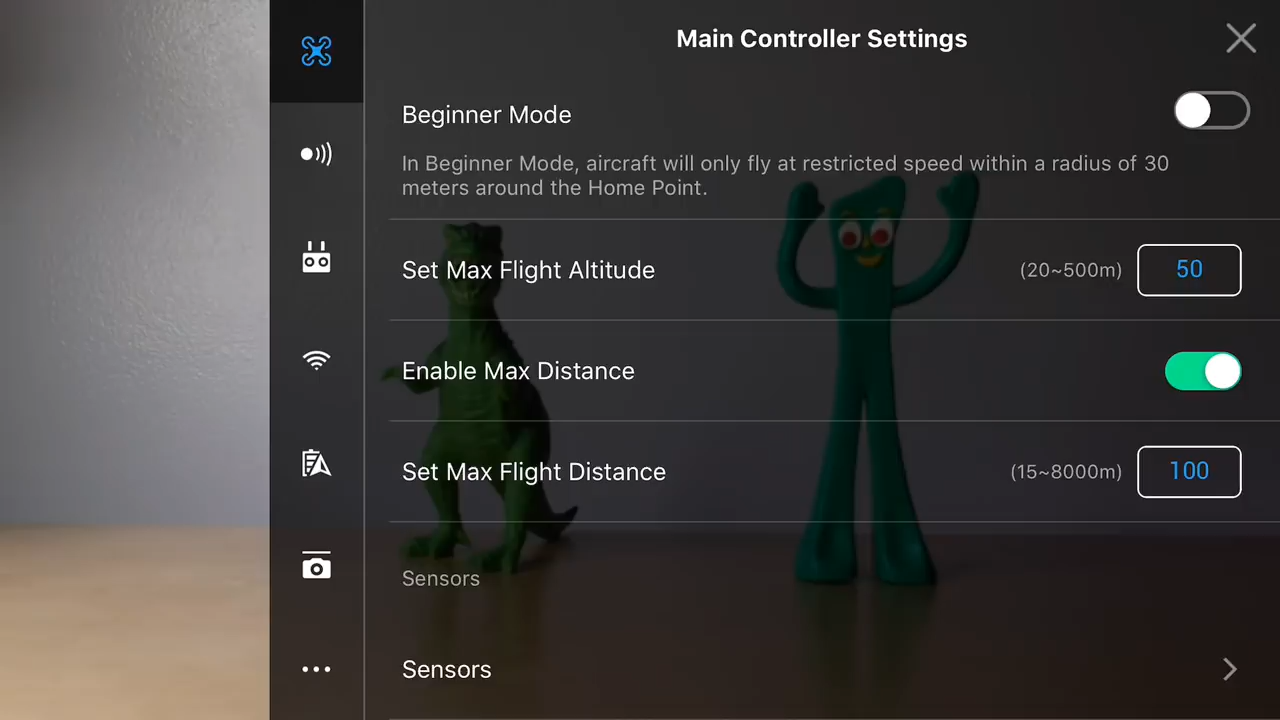 Main Controller Settings
Beginner Mode
In Beginner Mode, aircraft will only fly at restricted speed within a radius of 30
meters around the Home Point.
Set Max Flight Altitude (20~500m) 50
Enable Max Distance
Set Max Flight Distance (15~8000m) 100
Sensors
Sensors